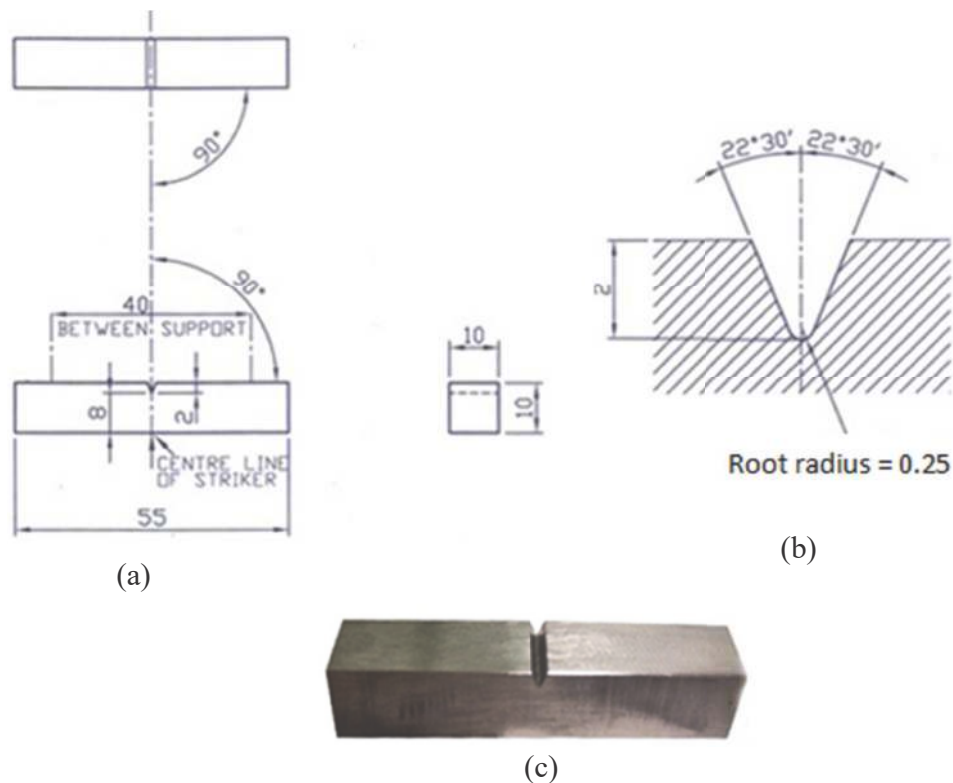 90°
90°
40
BETWEEN SUPPORT
8
2
CENTRE LINE
OF STRIKER
55
(a)
10
10
22°30' 22°30'
2
Root radius = 0.25
(b)
(c)